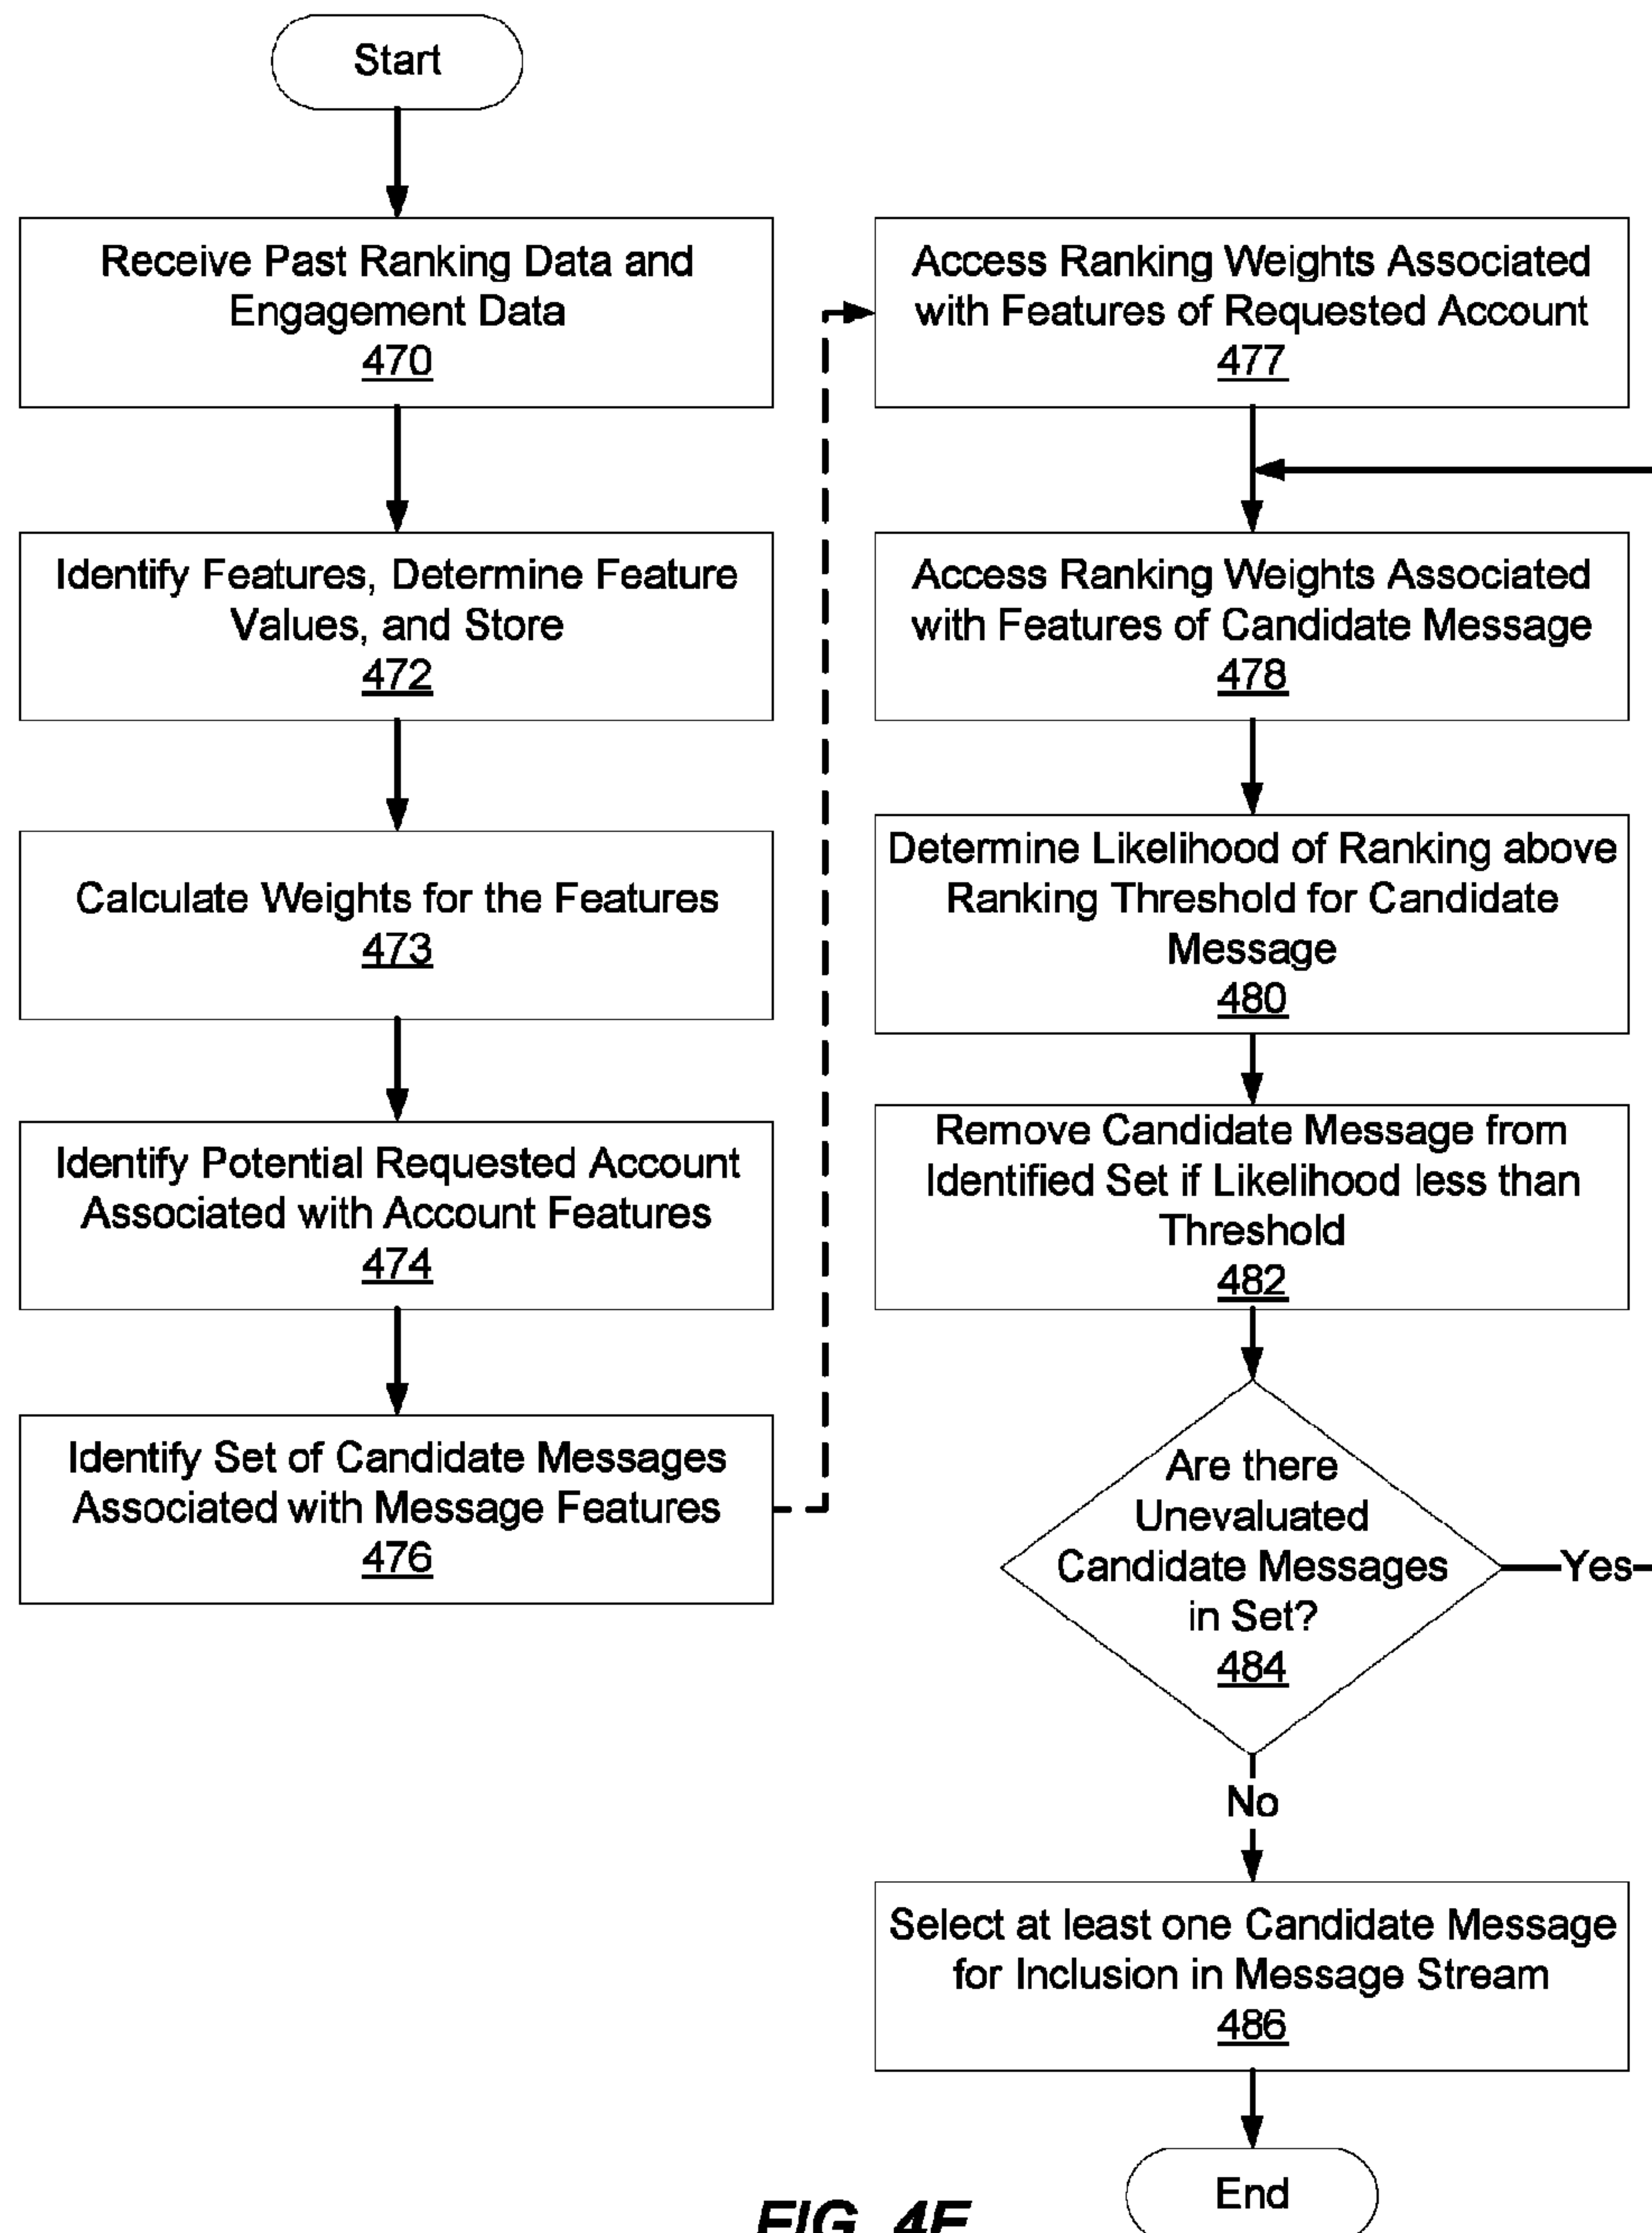 Start
Receive Past Ranking Data and
Engagement Data
470
Identify Features, Determine Feature
Values, and Store
472
Calculate Weights for the Features
473
Identify Potential Requested Account
Associated with Account Features
474
Identify Set of Candidate Messages
Associated with Message Features
476
Access Ranking Weights Associated
with Features of Requested Account
477
Access Ranking Weights Associated
with Features of Candidate Message
478
Determine Likelihood of Ranking above
Ranking Threshold for Candidate
Message
480
Remove Candidate Message from
Identified Set if Likelihood less than
Threshold
482
Are there
Unevaluated
Candidate Messages
in Set?
484
Yes
No
Select at least one Candidate Message
for Inclusion in Message Stream
486
End
FIG. 4E